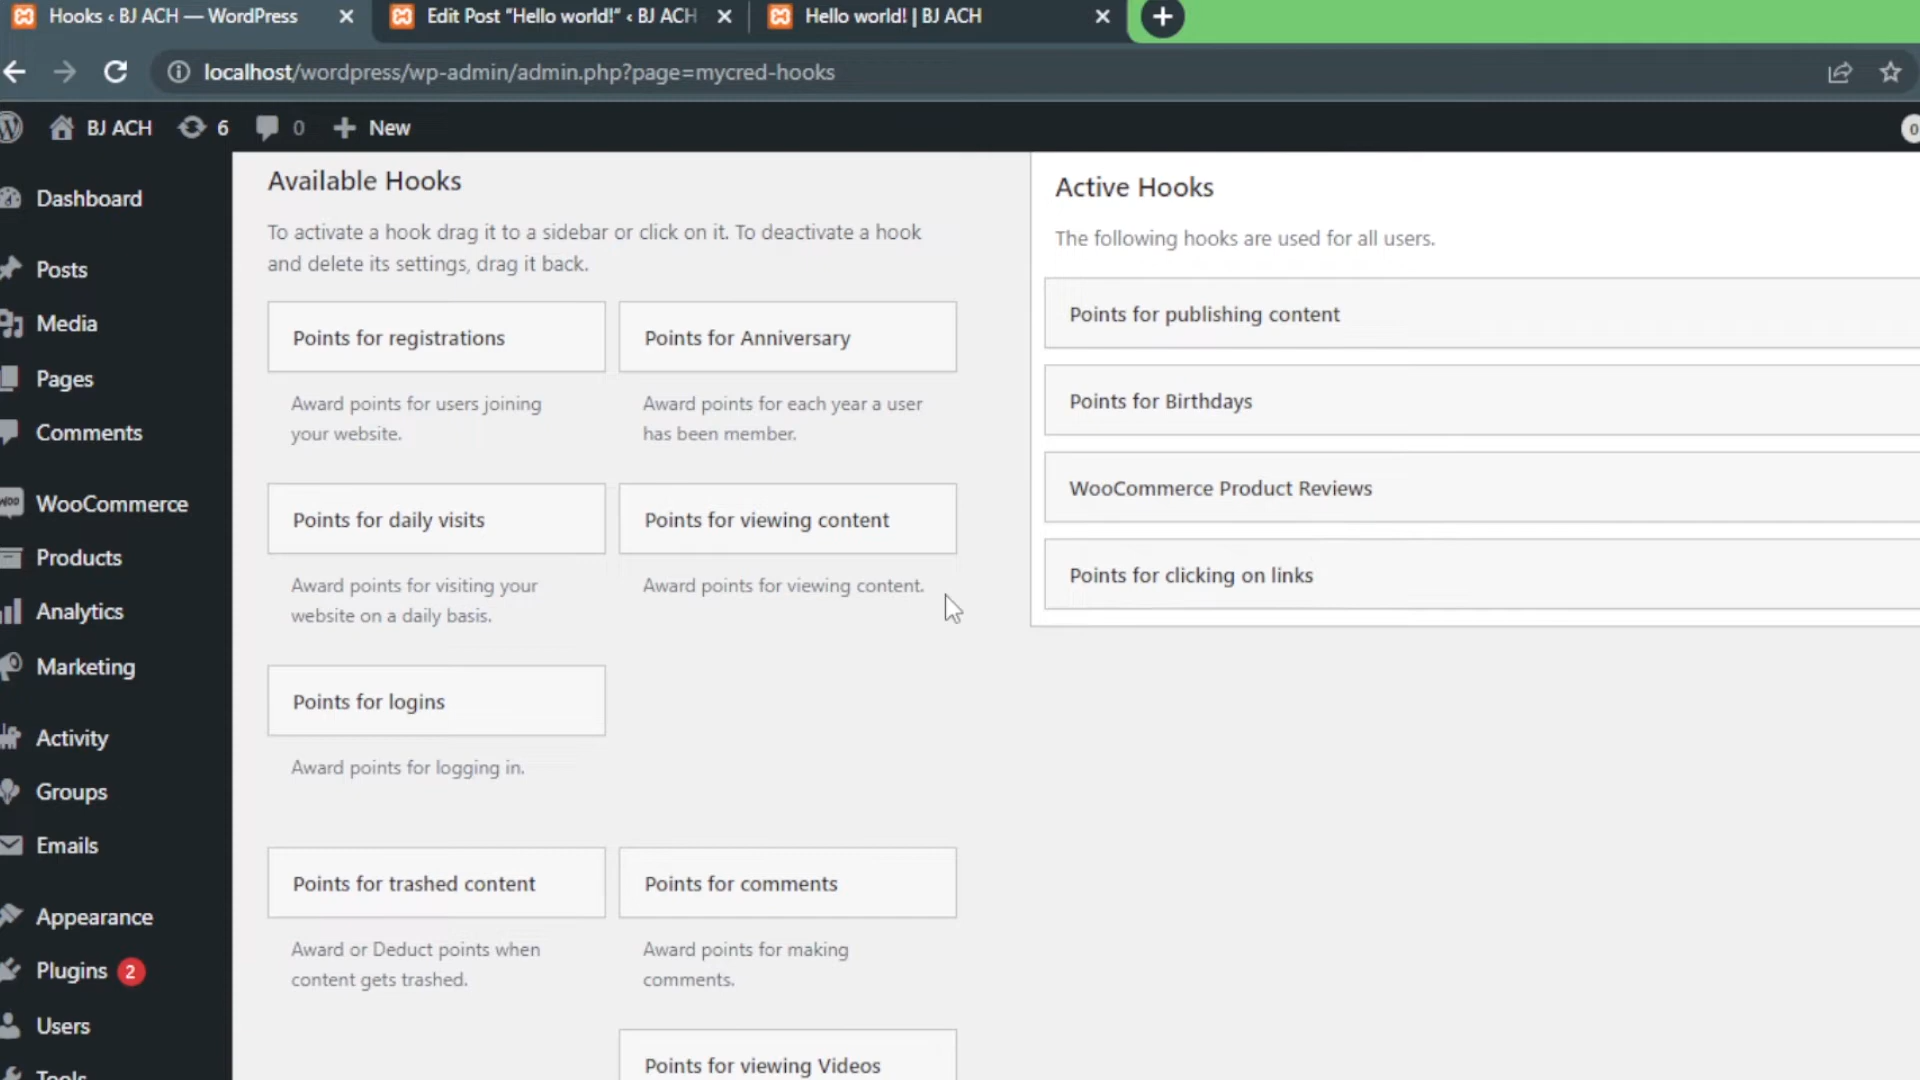 Hooks ‹ BJ ACH — WordPress
Edit Post “Hello world!” ‹ BJ ACH
Hello world! | BJ ACH
localhost/wordpress/wp-admin/admin.php?page=mycred-hooks
BJ ACH
6
0
New
0
Dashboard
Posts
Media
Pages
Comments
WooCommerce
Products
Analytics
Marketing
Activity
Groups
Emails
Appearance
Plugins 2
Users
Tools
Available Hooks
To activate a hook drag it to a sidebar or click on it. To deactivate a hook
and delete its settings, drag it back.
Points for registrations
Award points for users joining
your website.
Points for Anniversary
Award points for each year a user
has been member.
Points for daily visits
Award points for visiting your
website on a daily basis.
Points for viewing content
Award points for viewing content.
Points for logins
Award points for logging in.
Points for trashed content
Award or Deduct points when
content gets trashed.
Points for comments
Award points for making
comments.
Points for viewing Videos
Active Hooks
The following hooks are used for all users.
Points for publishing content
Points for Birthdays
WooCommerce Product Reviews
Points for clicking on links